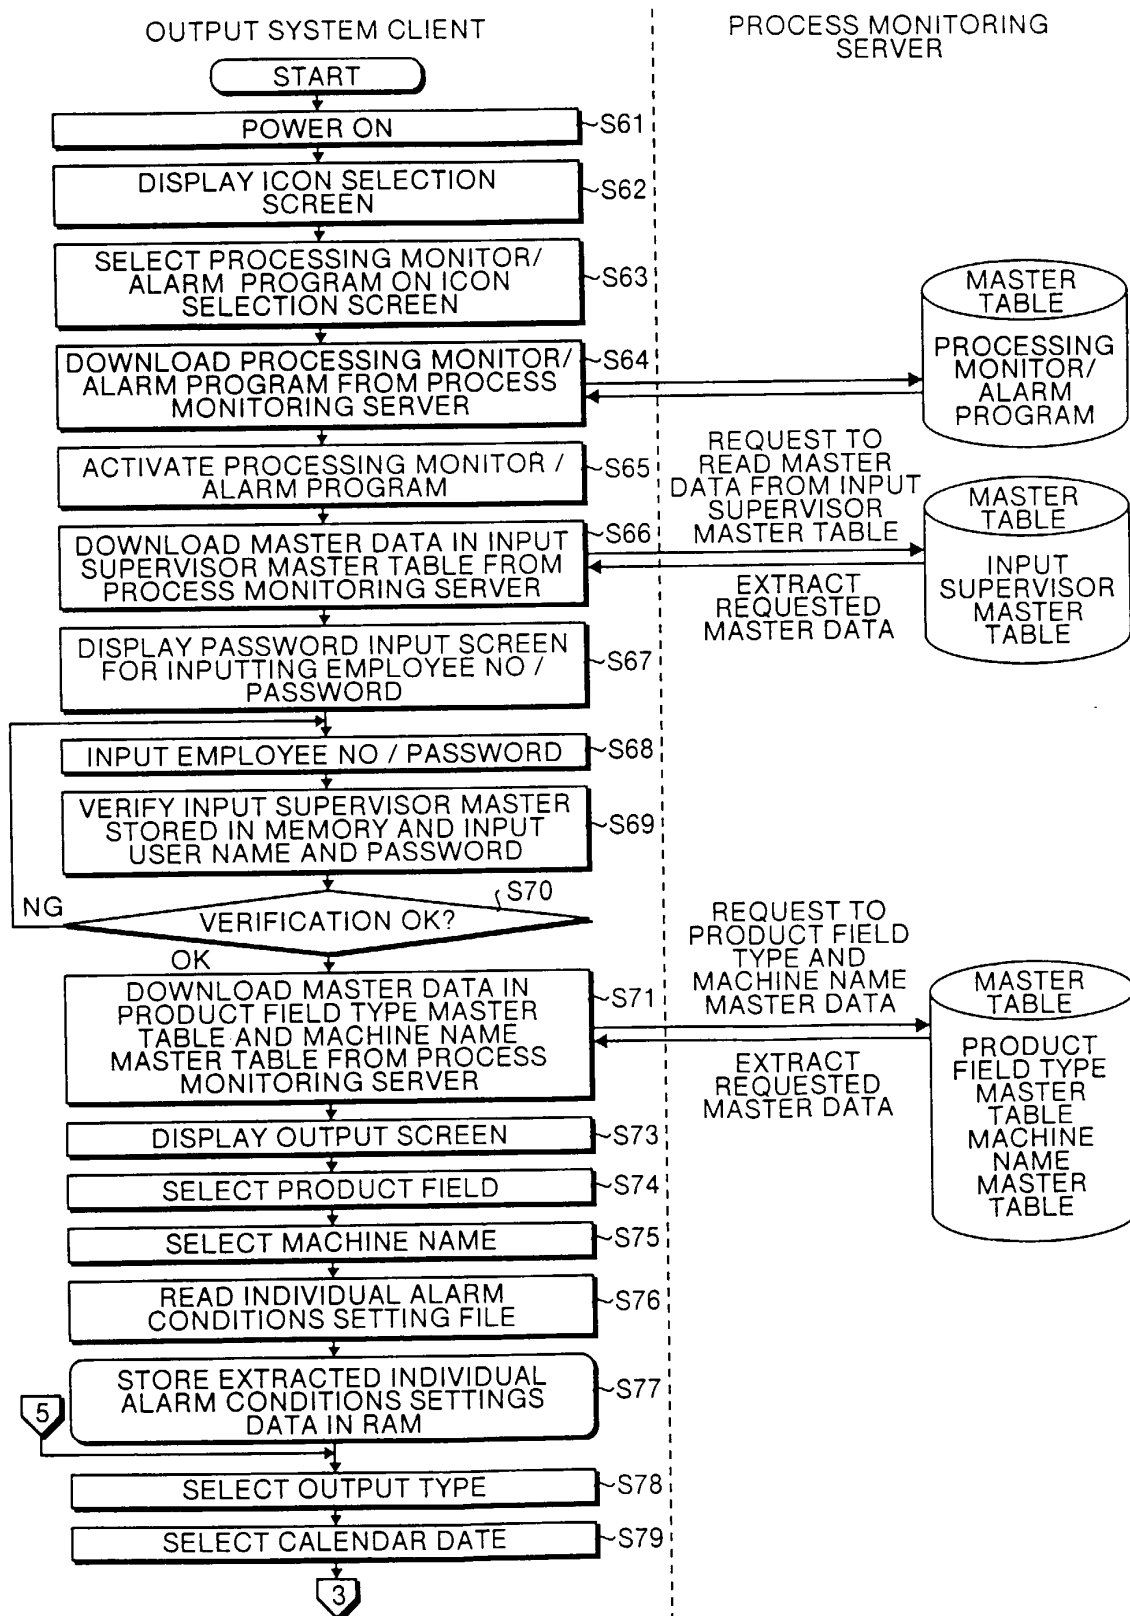 OUTPUT SYSTEM CLIENT
PROCESS MONITORING
SERVER
START
POWER ON
S61
DISPLAY ICON SELECTION
SCREEN
S62
SELECT PROCESSING MONITOR/
ALARM PROGRAM ON ICON
SELECTION SCREEN
S63
DOWNLOAD PROCESSING MONITOR/
ALARM PROGRAM FROM PROCESS
MONITORING SERVER
S64
MASTER
TABLE
PROCESSING
MONITOR/
ALARM
PROGRAM
ACTIVATE PROCESSING MONITOR /
ALARM PROGRAM
S65
REQUEST TO
READ MASTER
DATA FROM INPUT
SUPERVISOR
MASTER TABLE
DOWNLOAD MASTER DATA IN INPUT
SUPERVISOR MASTER TABLE FROM
PROCESS MONITORING SERVER
S66
EXTRACT
REQUESTED
MASTER DATA
MASTER
TABLE
INPUT
SUPERVISOR
MASTER
TABLE
DISPLAY PASSWORD INPUT SCREEN
FOR INPUTTING EMPLOYEE NO /
PASSWORD
S67
INPUT EMPLOYEE NO / PASSWORD
S68
VERIFY INPUT SUPERVISOR MASTER
STORED IN MEMORY AND INPUT
USER NAME AND PASSWORD
S69
NG
VERIFICATION OK?
S70
OK
DOWNLOAD MASTER DATA IN
PRODUCT FIELD TYPE MASTER
TABLE AND MACHINE NAME
MASTER TABLE FROM PROCESS
MONITORING SERVER
S71
REQUEST TO
PRODUCT FIELD
TYPE AND
MACHINE NAME
MASTER DATA
EXTRACT
REQUESTED
MASTER DATA
MASTER
TABLE
PRODUCT
FIELD TYPE
MASTER
TABLE
MACHINE
NAME
MASTER
TABLE
DISPLAY OUTPUT SCREEN
S73
SELECT PRODUCT FIELD
S74
SELECT MACHINE NAME
S75
READ INDIVIDUAL ALARM
CONDITIONS SETTING FILE
S76
STORE EXTRACTED INDIVIDUAL
ALARM CONDITIONS SETTINGS
DATA IN RAM
S77
5
SELECT OUTPUT TYPE
S78
SELECT CALENDAR DATE
S79
3